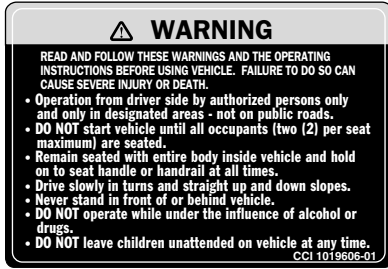 ⚠ WARNING
READ AND FOLLOW THESE WARNINGS AND THE OPERATING
INSTRUCTIONS BEFORE USING VEHICLE. FAILURE TO DO SO CAN
CAUSE SEVERE INJURY OR DEATH.
• Operation from driver side by authorized persons only
and only in designated areas - not on public roads.
• DO NOT start vehicle until all occupants (two (2) per seat
maximum) are seated.
• Remain seated with entire body inside vehicle and hold
on to seat handle or handrail at all times.
• Drive slowly in turns and straight up and down slopes.
• Never stand in front of or behind vehicle.
• DO NOT operate while under the influence of alcohol or
drugs.
• DO NOT leave children unattended on vehicle at any time.
CCI 1019606-01